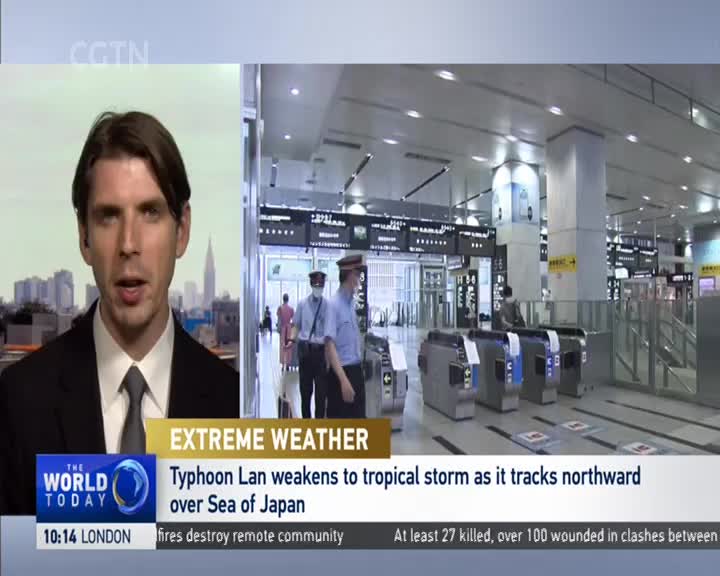 CGTN
EXTREME WEATHER
Typhoon Lan weakens to tropical storm as it tracks northward
over Sea of Japan
THE
WORLD
TODAY
10:14 LONDON
fires destroy remote community
At least 27 killed, over 100 wounded in clashes between